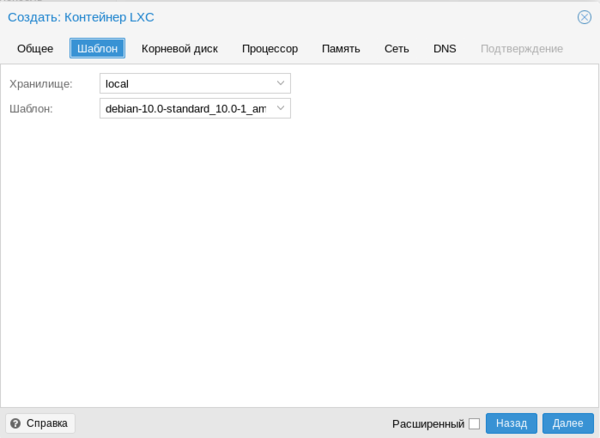 Создать: Контейнер LXC
Общее Шаблон Корневой диск Процессор Память Сеть DNS Подтверждение
Хранилище: local
Шаблон: debian-10.0-standard_10.0-1_am
Справка Расширенный Назад Далее